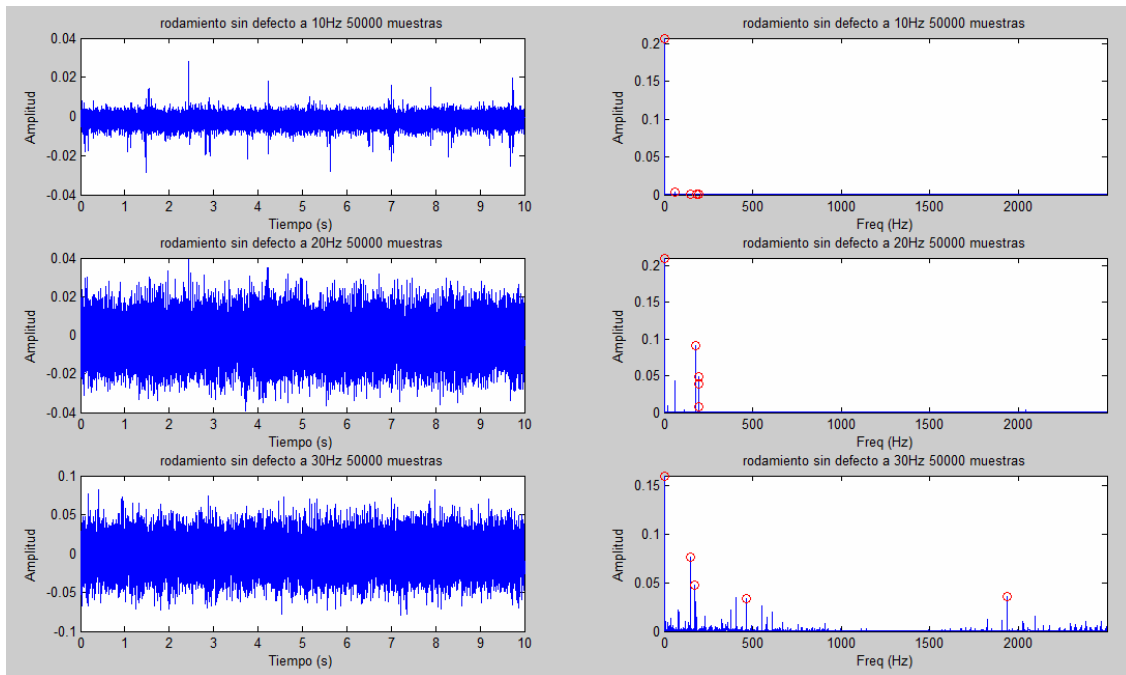 rodamiento sin defecto a 10Hz 50000 muestras
0.04
0.02
0
-0.02
-0.04
Amplitud
0 1 2 3 4 5 6 7 8 9 10
Tiempo (s)
rodamiento sin defecto a 10Hz 50000 muestras
0.2
0.15
0.1
0.05
0
Amplitud
0 500 1000 1500 2000
Freq (Hz)
rodamiento sin defecto a 20Hz 50000 muestras
0.04
0.02
0
-0.02
-0.04
Amplitud
0 1 2 3 4 5 6 7 8 9 10
Tiempo (s)
rodamiento sin defecto a 20Hz 50000 muestras
0.2
0.15
0.1
0.05
0
Amplitud
0 500 1000 1500 2000
Freq (Hz)
rodamiento sin defecto a 30Hz 50000 muestras
0.1
0.05
0
-0.05
-0.1
Amplitud
0 1 2 3 4 5 6 7 8 9 10
Tiempo (s)
rodamiento sin defecto a 30Hz 50000 muestras
0.15
0.1
0.05
0
Amplitud
0 500 1000 1500 2000
Freq (Hz)